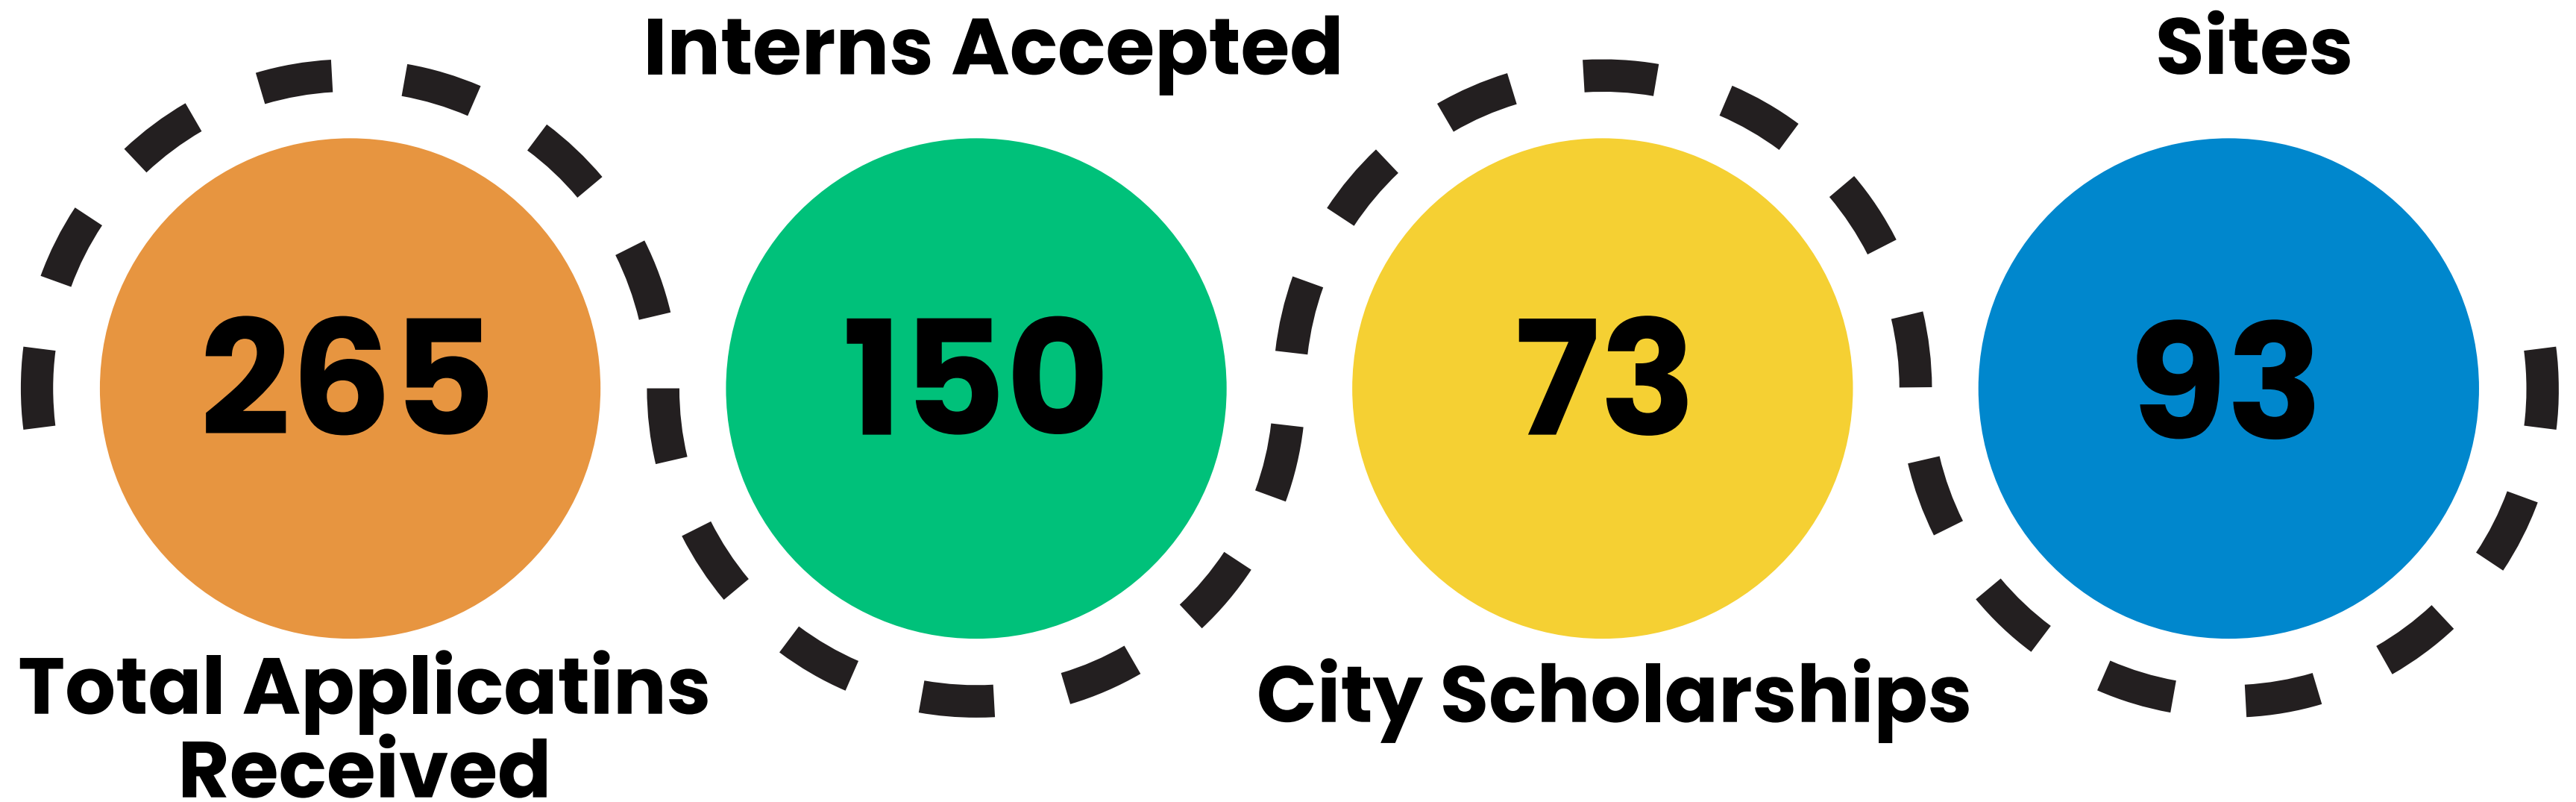 Interns Accepted
Sites
265
150
73
93
Total Applicatins
Received
City Scholarships